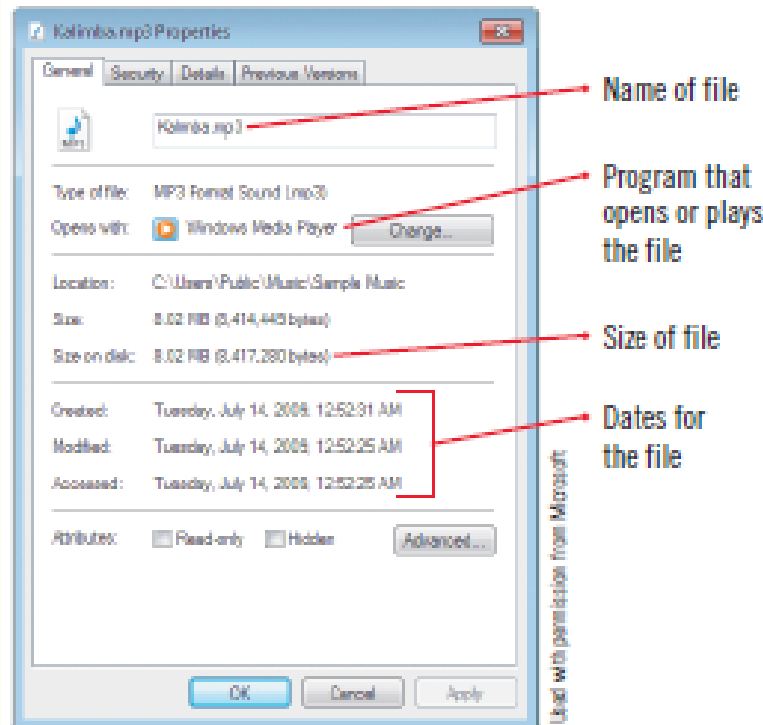 Kalimba.mp3 Properties
General Security Details Previous Versions
MP3
Kalimba.mp3
Name of file
Type of file: MP3 Format Sound (.mp3)
Opens with: Windows Media Player Change...
Program that
opens or plays
the file
Location: C:\Users\Public\Music\Sample Music
Size: 8.02 MB (8,414,449 bytes)
Size on disk: 8.02 MB (8,417,280 bytes)
Size of file
Created: Tuesday, July 14, 2009, 12:52:31 AM
Modified: Tuesday, July 14, 2009, 12:52:25 AM
Accessed: Tuesday, July 14, 2009, 12:52:25 AM
Dates for
the file
Attributes: Read-only Hidden Advanced...
OK Cancel Apply
Used with permission from Microsoft